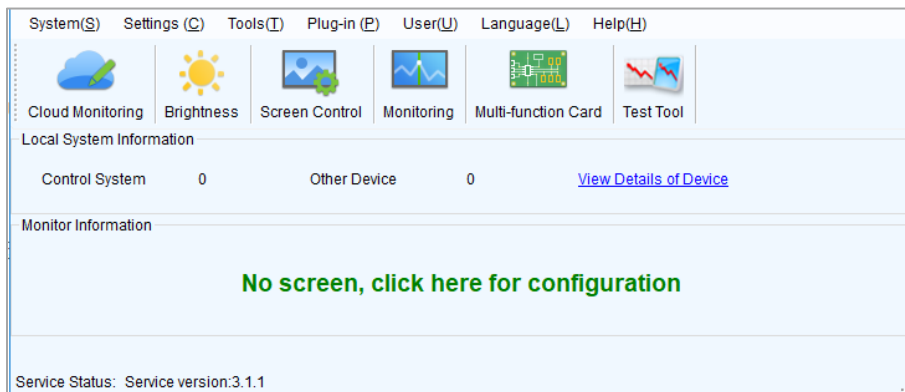 System(S) Settings (C) Tools(T) Plug-in (P) User(U) Language(L) Help(H)
Cloud Monitoring Brightness Screen Control Monitoring Multi-function Card Test Tool
Local System Information
Control System 0 Other Device 0 View Details of Device
Monitor Information
No screen, click here for configuration
Service Status: Service version:3.1.1